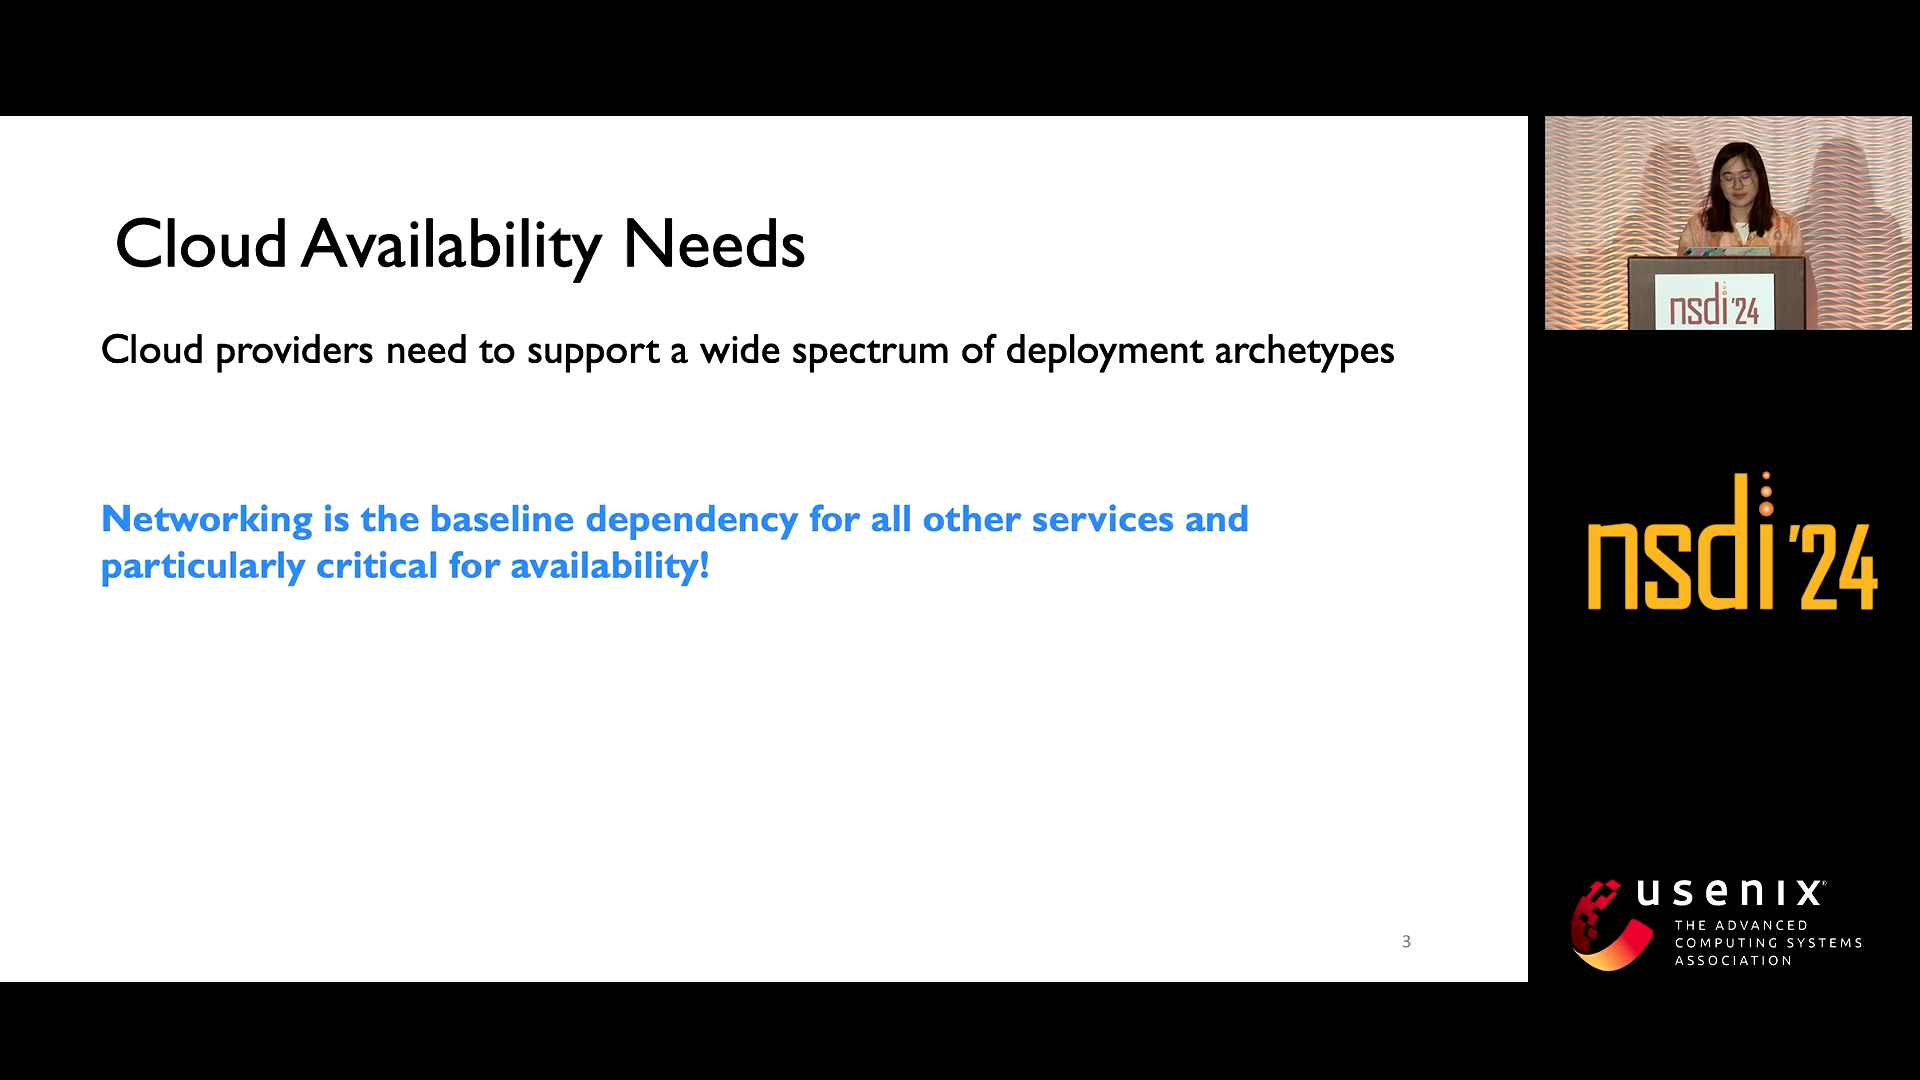 Cloud Availability Needs
Cloud providers need to support a wide spectrum of deployment archetypes
Networking is the baseline dependency for all other services and
particularly critical for availability!
3
nsdi '24
nsdi '24
usenix®
THE ADVANCED
COMPUTING SYSTEMS
ASSOCIATION